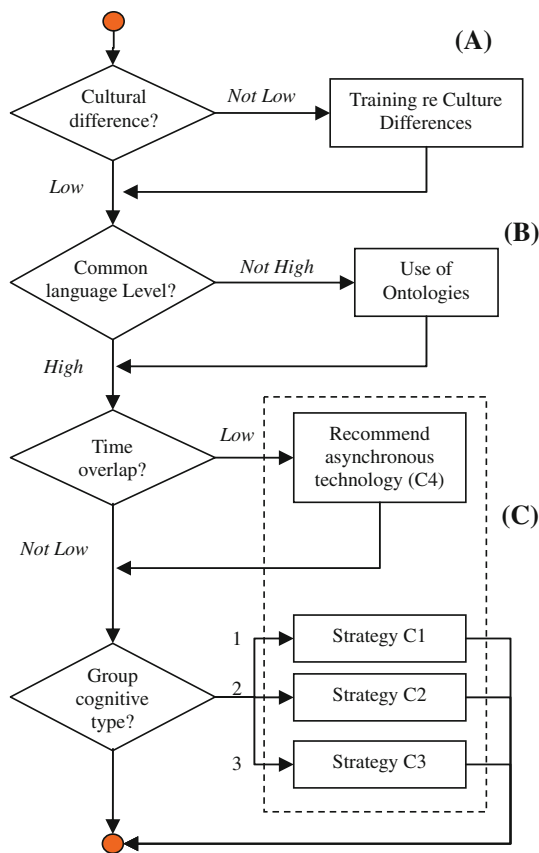 (A)
Cultural
difference?
Not Low
Training re Culture
Differences
Low
(B)
Common
language Level?
Not High
Use of
Ontologies
High
Time
overlap?
Low
Recommend
asynchronous
technology (C4)
(C)
Not Low
1
Strategy C1
Group
cognitive
type?
2
Strategy C2
3
Strategy C3